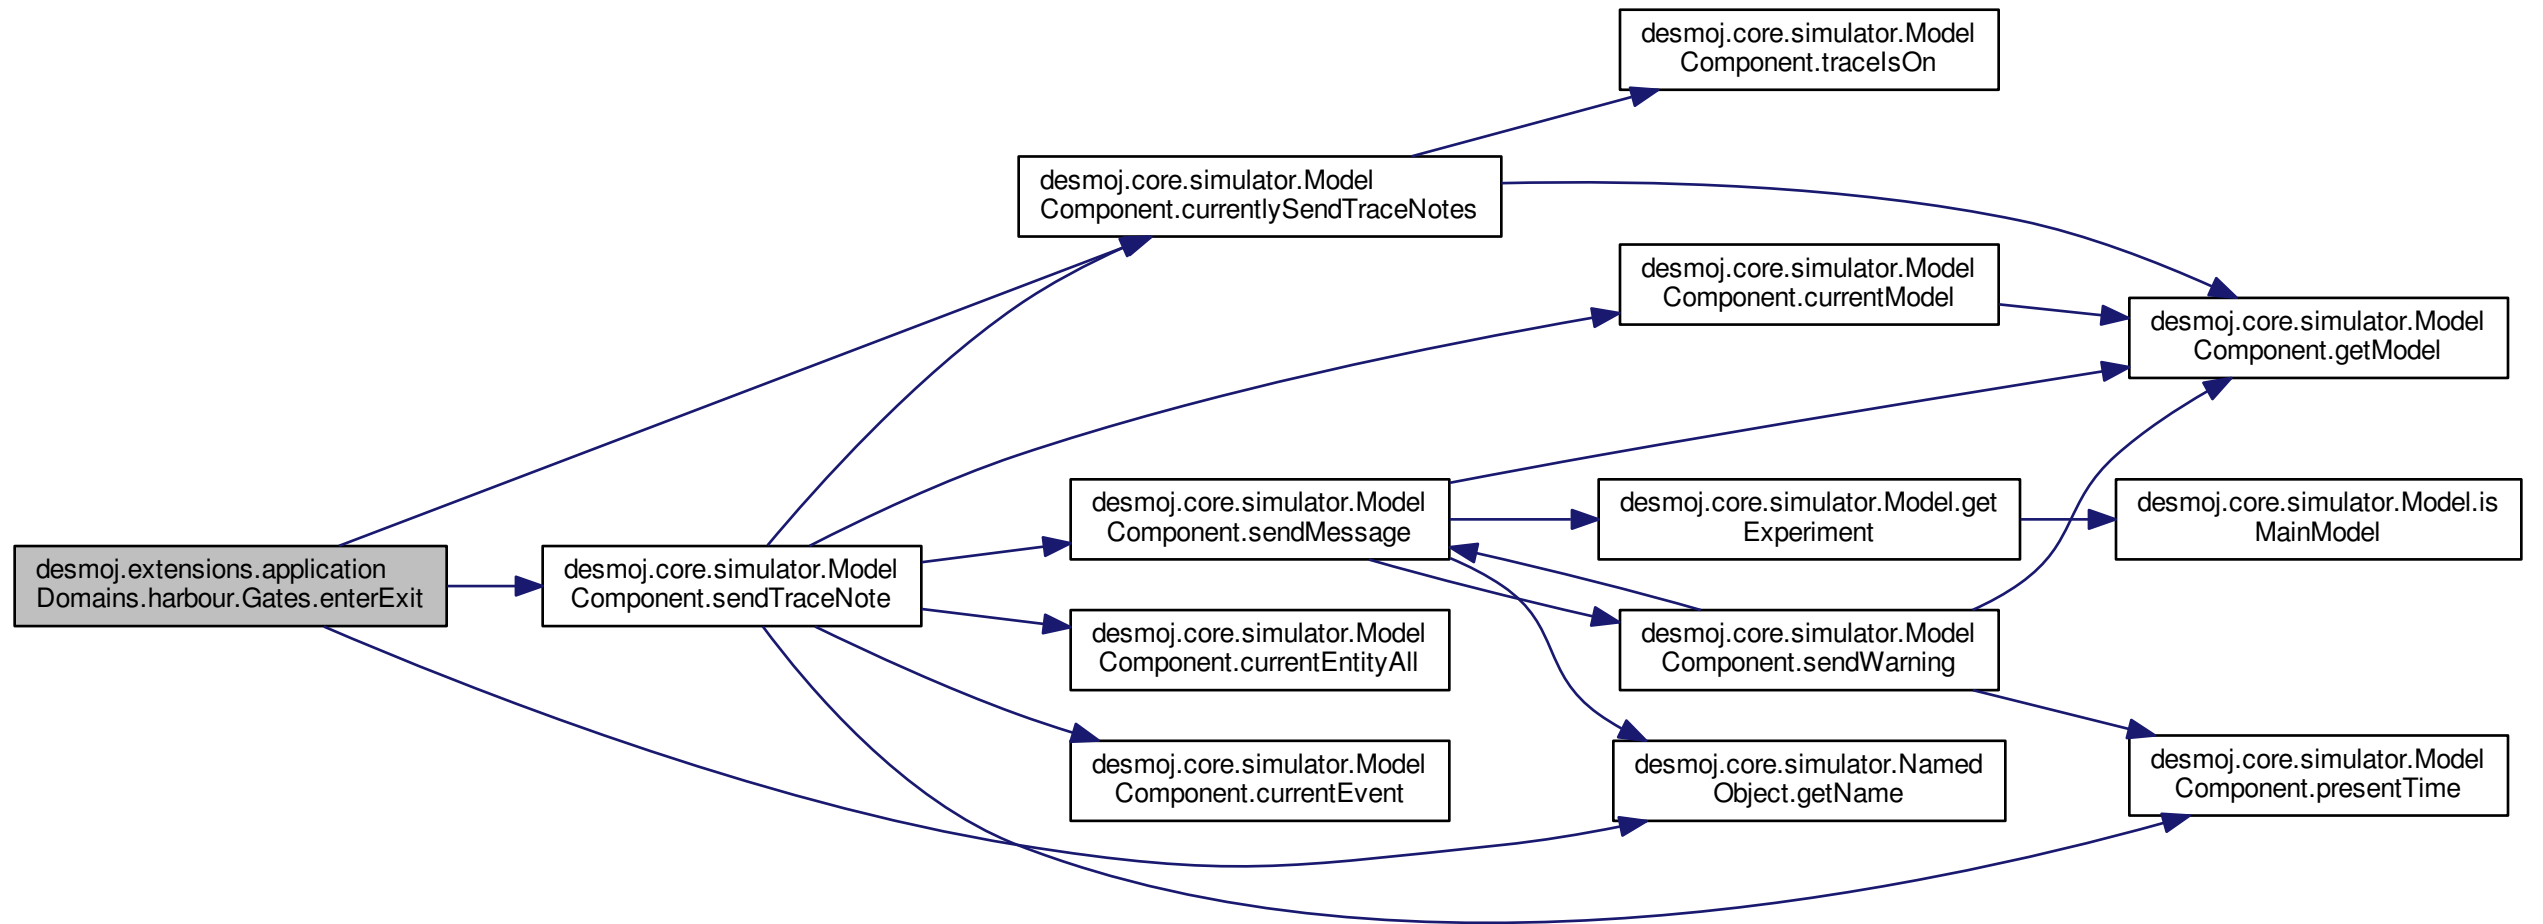 desmoj.core.simulator.Model
Component.traceIsOn
desmoj.core.simulator.Model
Component.currentlySendTraceNotes
desmoj.core.simulator.Model
Component.currentModel
desmoj.core.simulator.Model
Component.getModel
desmoj.core.simulator.Model
Component.sendMessage
desmoj.core.simulator.Model.get
Experiment
desmoj.core.simulator.Model.is
MainModel
desmoj.extensions.application
Domains.harbour.Gates.enterExit
desmoj.core.simulator.Model
Component.sendTraceNote
desmoj.core.simulator.Model
Component.currentEntityAll
desmoj.core.simulator.Model
Component.sendWarning
desmoj.core.simulator.Model
Component.currentEvent
desmoj.core.simulator.Named
Object.getName
desmoj.core.simulator.Model
Component.presentTime